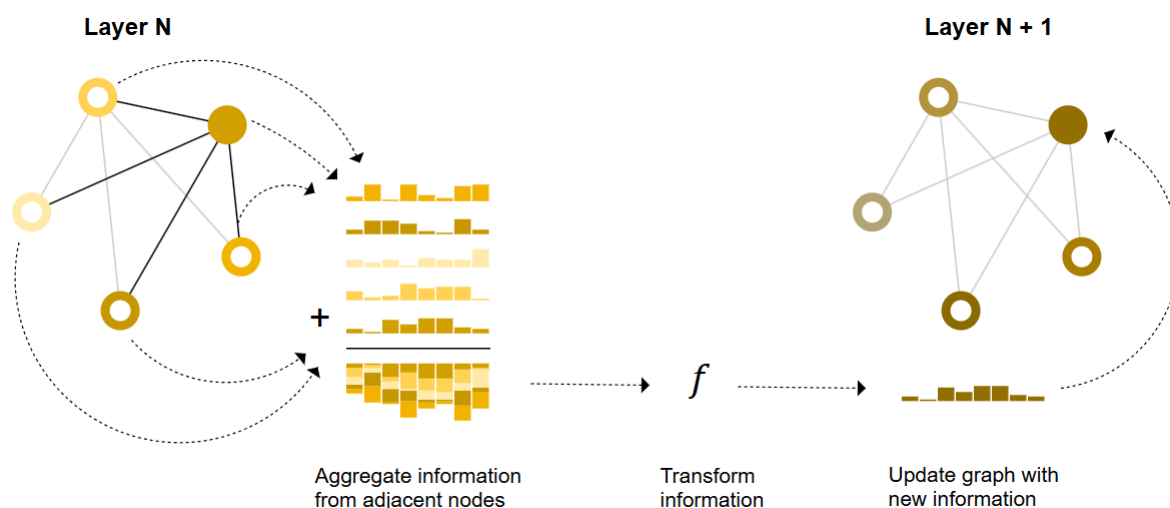 Layer N
Layer N + 1
+
f
Aggregate information
from adjacent nodes
Transform
information
Update graph with
new information